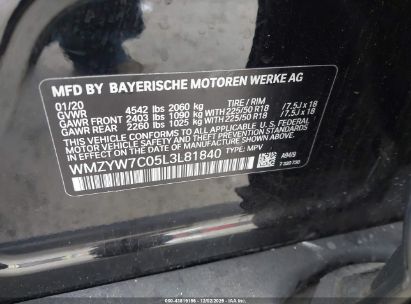 MFD BY BAYERISCHE MOTOREN WERKE AG
01/20 TIRE / RIM
GVWR 4542 lbs 2060 kg
GAWR FRONT 2403 lbs 1090 kg WITH 225/50 R18 /7.5J x 18
GAWR REAR 2260 lbs 1025 kg WITH 225/50 R18 /7.5J x 18
THIS VEHICLE CONFORMS TO ALL APPLICABLE U.S. FEDERAL
MOTOR VEHICLE SAFETY STANDARDS IN EFFECT ON THE DATE OF
MANUFACTURE SHOWN ABOVE.
WMZYW7C05L3L81840 TYPE: MPV